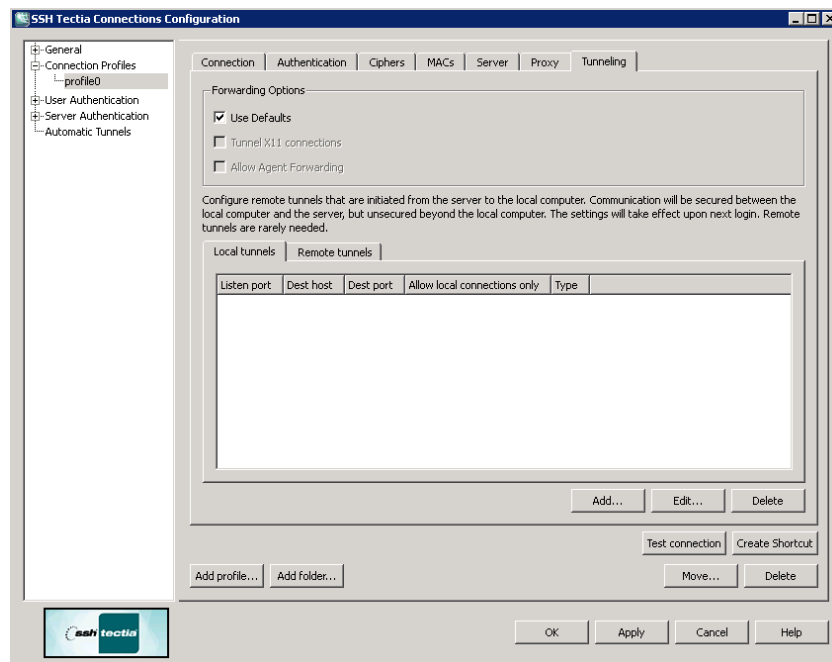 SSH Tectia Connections Configuration
General
Connection Profiles
profile0
User Authentication
Server Authentication
Automatic Tunnels
Connection
Authentication
Ciphers
MACs
Server
Proxy
Tunneling
Forwarding Options
Use Defaults
Tunnel X11 connections
Allow Agent Forwarding
Configure remote tunnels that are initiated from the server to the local computer. Communication will be secured between the
local computer and the server, but unsecured beyond the local computer. The settings will take effect upon next login. Remote
tunnels are rarely needed.
Local tunnels
Remote tunnels
Listen port
Dest host
Dest port
Allow local connections only
Type
Add...
Edit...
Delete
Test connection
Create Shortcut
Add profile...
Add folder...
Move...
Delete
ssh tectia
OK
Apply
Cancel
Help